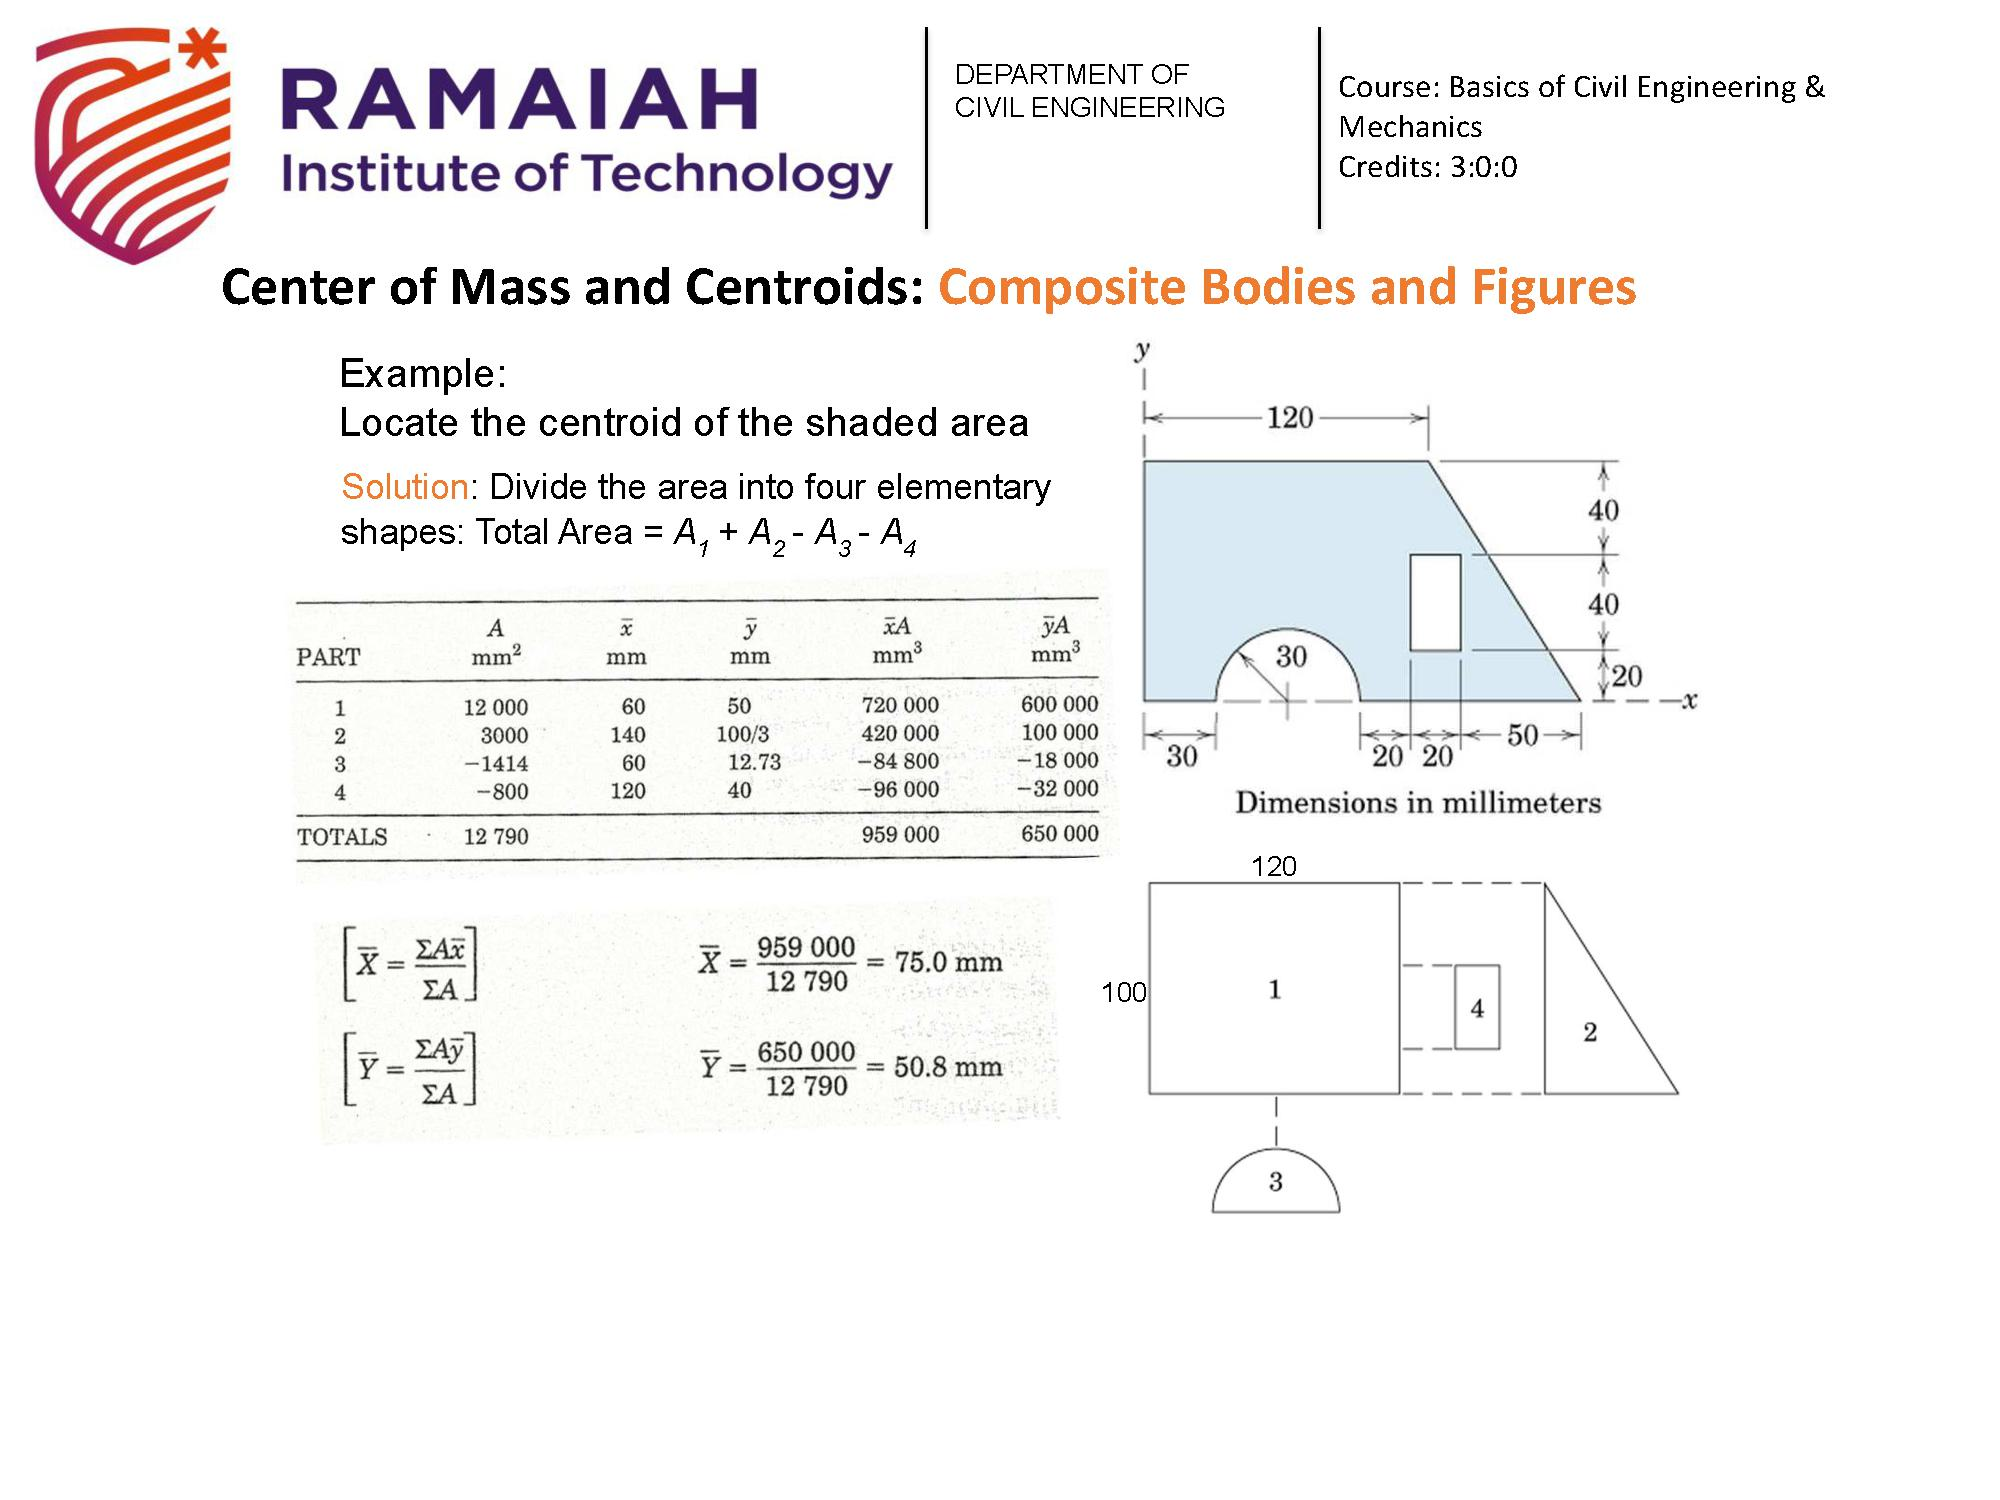 RAMAIAH
Institute of Technology
DEPARTMENT OF
CIVIL ENGINEERING
Course: Basics of Civil Engineering &
Mechanics
Credits: 3:0:0
Center of Mass and Centroids: Composite Bodies and Figures
Example:
Locate the centroid of the shaded area
Solution: Divide the area into four elementary
shapes: Total Area = A1 + A2 - A3 - A4
PART A mm² x̄ mm ȳ mm x̄A mm³ ȳA mm³
1 12 000 60 50 720 000 600 000
2 3000 140 100/3 420 000 100 000
3 −1414 60 12.73 −84 800 −18 000
4 −800 120 40 −96 000 −32 000
TOTALS 12 790 959 000 650 000
[X̄ = ΣAx̄ / ΣA] X̄ = 959 000 / 12 790 = 75.0 mm
[Ȳ = ΣAȳ / ΣA] Ȳ = 650 000 / 12 790 = 50.8 mm
y
120
40
40
30
20
x
30
20 20
50
Dimensions in millimeters
120
100
1
4
2
3